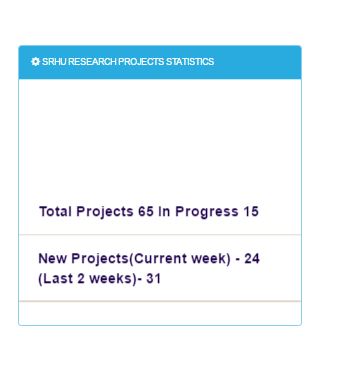 SRHU RESEARCH PROJECTS STATISTICS
Total Projects 65 In Progress 15
New Projects(Current week) - 24
(Last 2 weeks)- 31